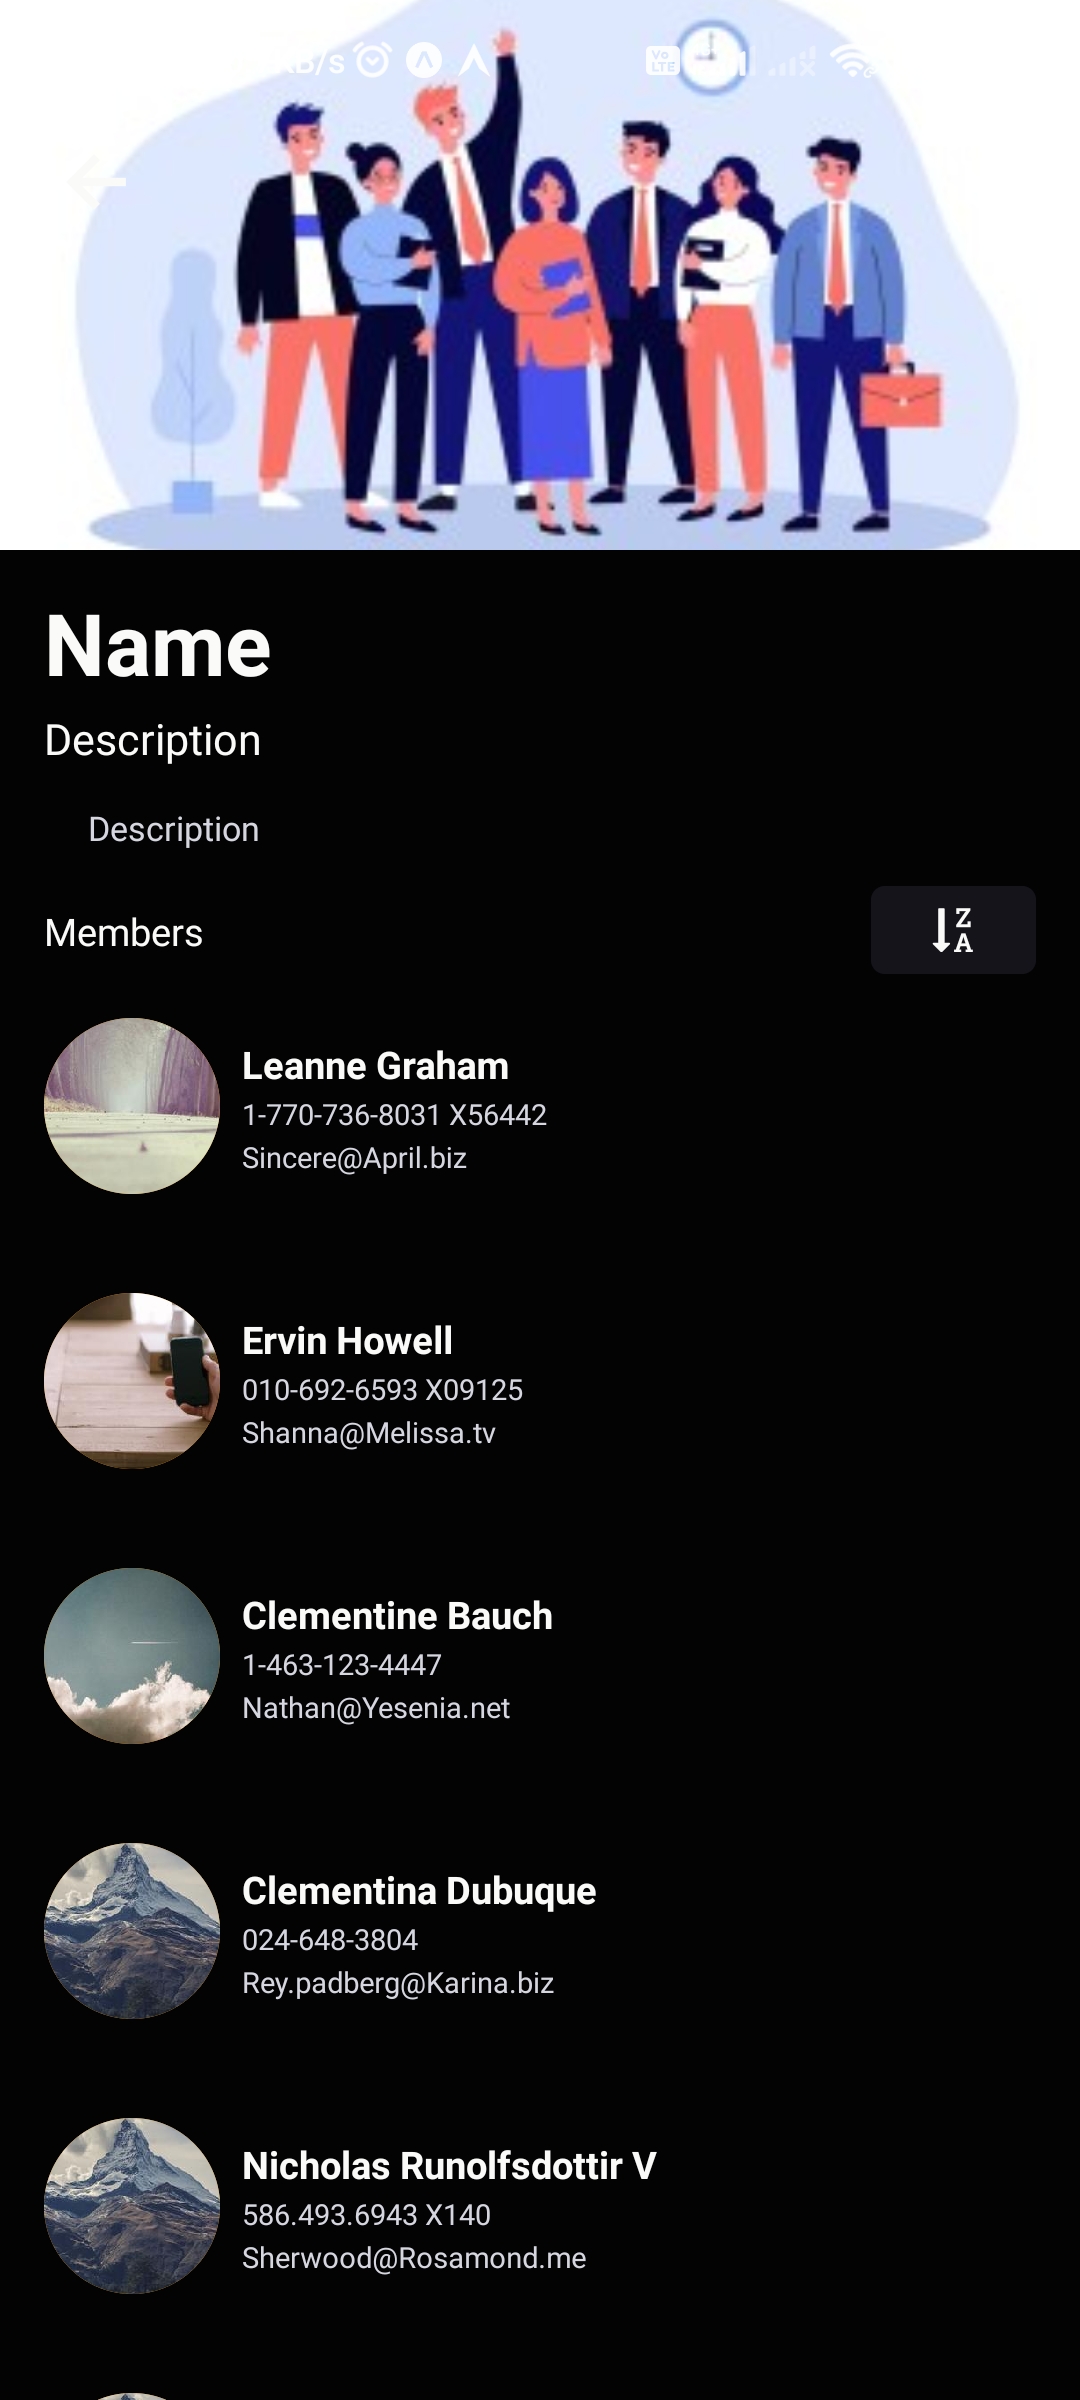 KB/s
Vo
LTE
Name
Description
Description
Members
Z
A
Leanne Graham
1-770-736-8031 X56442
Sincere@April.biz
Ervin Howell
010-692-6593 X09125
Shanna@Melissa.tv
Clementine Bauch
1-463-123-4447
Nathan@Yesenia.net
Clementina Dubuque
024-648-3804
Rey.padberg@Karina.biz
Nicholas Runolfsdottir V
586.493.6943 X140
Sherwood@Rosamond.me